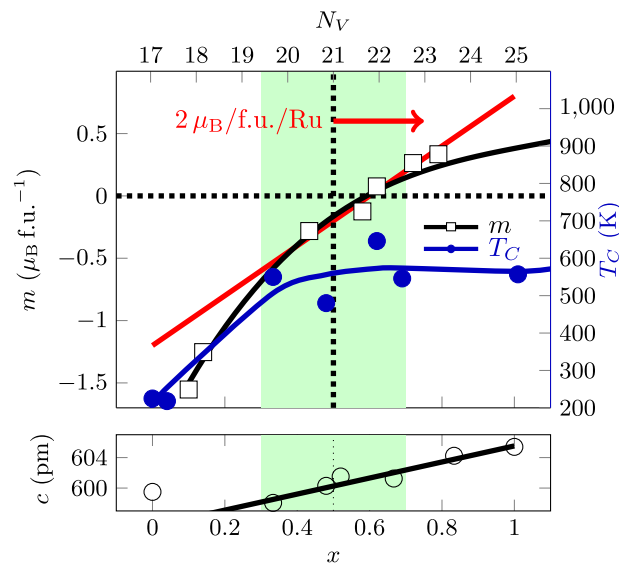 N_V
17 18 19 20 21 22 23 24 25
2 μ_B/f.u./Ru
m (μ_B f.u.⁻¹)
0.5
0
−0.5
−1
−1.5
1,000
900
800
700
600
500
400
300
200
T_C (K)
m
T_C
c (pm)
604
600
0 0.2 0.4 0.6 0.8 1
x